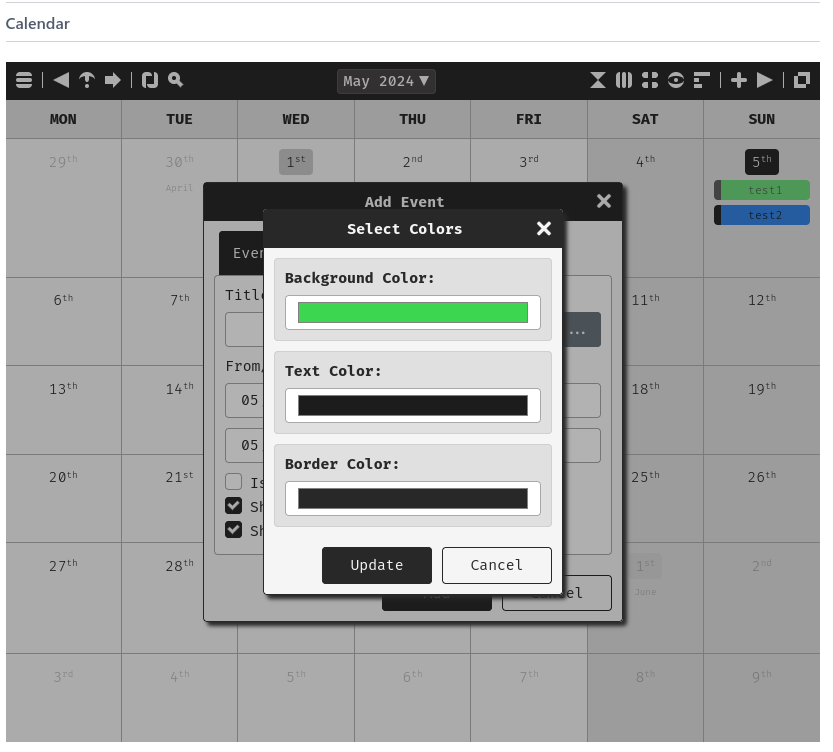 Calendar
May 2024▼
MON TUE WED THU FRI SAT SUN
29th 30th 1st 2nd 3rd 4th 5th
April
test1
test2
Add Event
Select Colors
Background Color:
Text Color:
Border Color:
Update Cancel
Title
...
From,
05
05
Is
Sh
Sh
6th 7th 11th 12th
13th 14th 18th 19th
20th 21st 25th 26th
27th 28th 1st 2nd
June
3rd 4th 5th 6th 7th 8th 9th